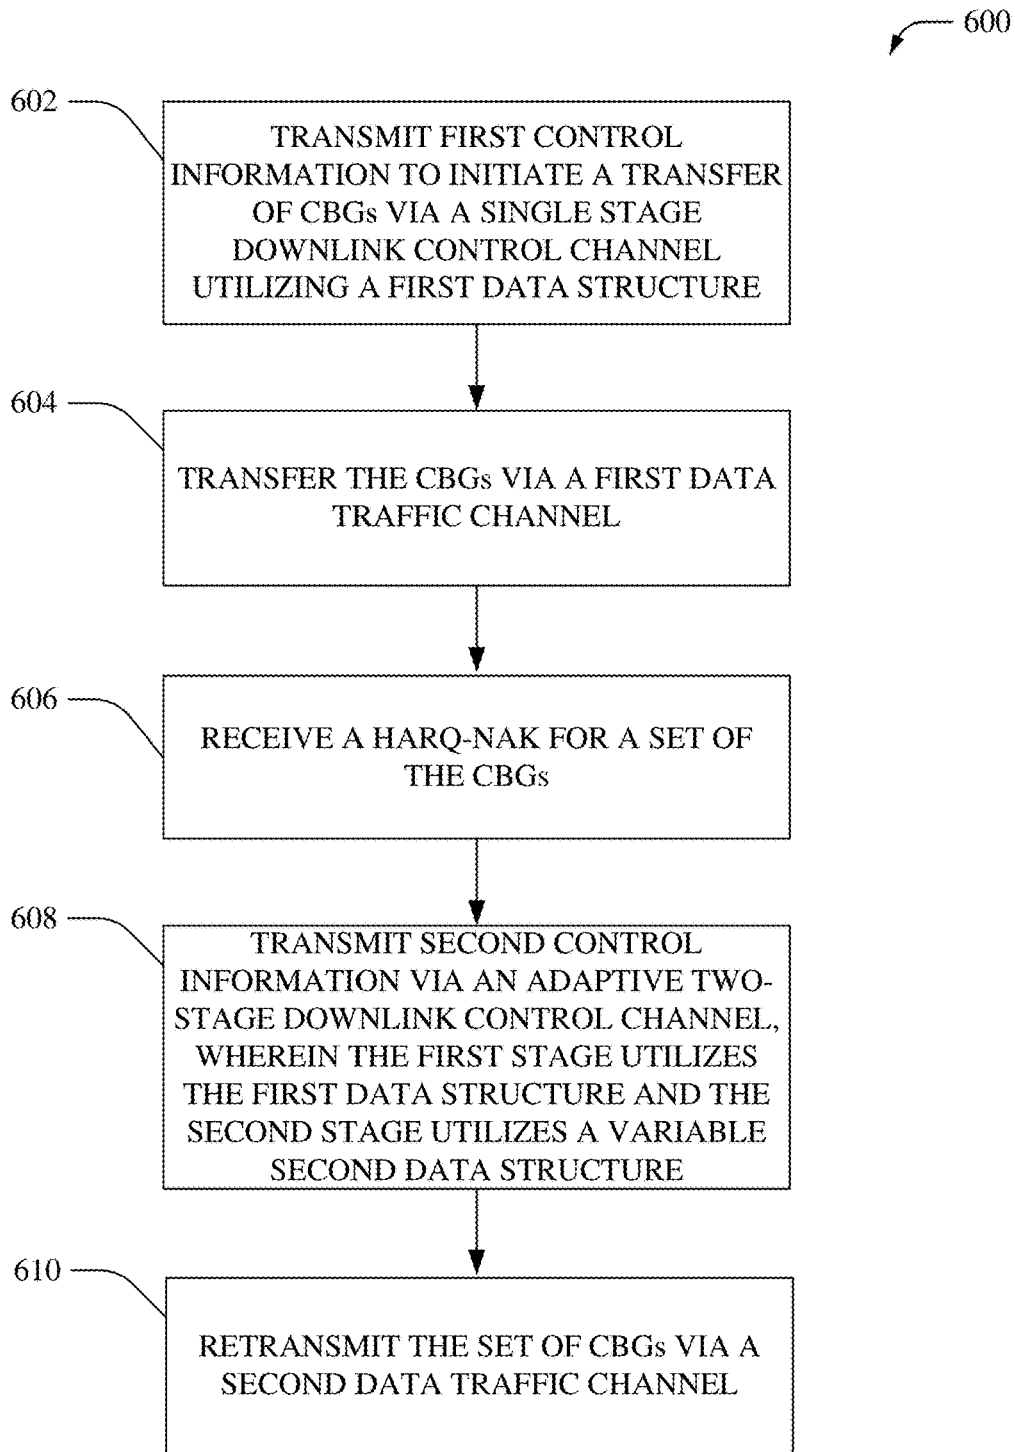 600
602
TRANSMIT FIRST CONTROL
INFORMATION TO INITIATE A TRANSFER
OF CBGs VIA A SINGLE STAGE
DOWNLINK CONTROL CHANNEL
UTILIZING A FIRST DATA STRUCTURE
604
TRANSFER THE CBGs VIA A FIRST DATA
TRAFFIC CHANNEL
606
RECEIVE A HARQ-NAK FOR A SET OF
THE CBGs
608
TRANSMIT SECOND CONTROL
INFORMATION VIA AN ADAPTIVE TWO-
STAGE DOWNLINK CONTROL CHANNEL,
WHEREIN THE FIRST STAGE UTILIZES
THE FIRST DATA STRUCTURE AND THE
SECOND STAGE UTILIZES A VARIABLE
SECOND DATA STRUCTURE
610
RETRANSMIT THE SET OF CBGs VIA A
SECOND DATA TRAFFIC CHANNEL